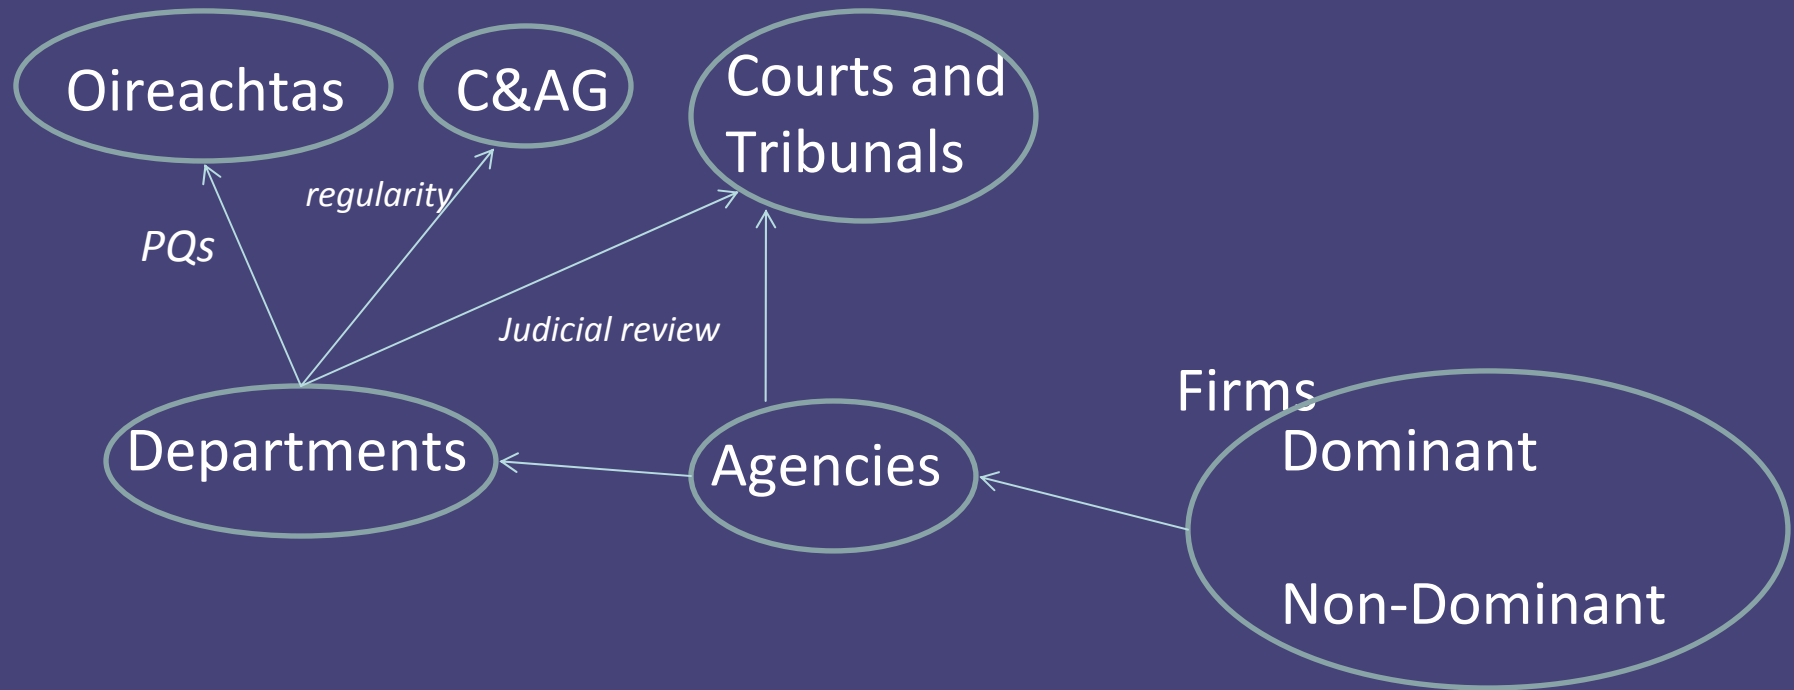 Oireachtas
C&AG
Courts and
Tribunals
regularity
PQs
Judicial review
Firms
Departments
Agencies
Dominant
Non-Dominant